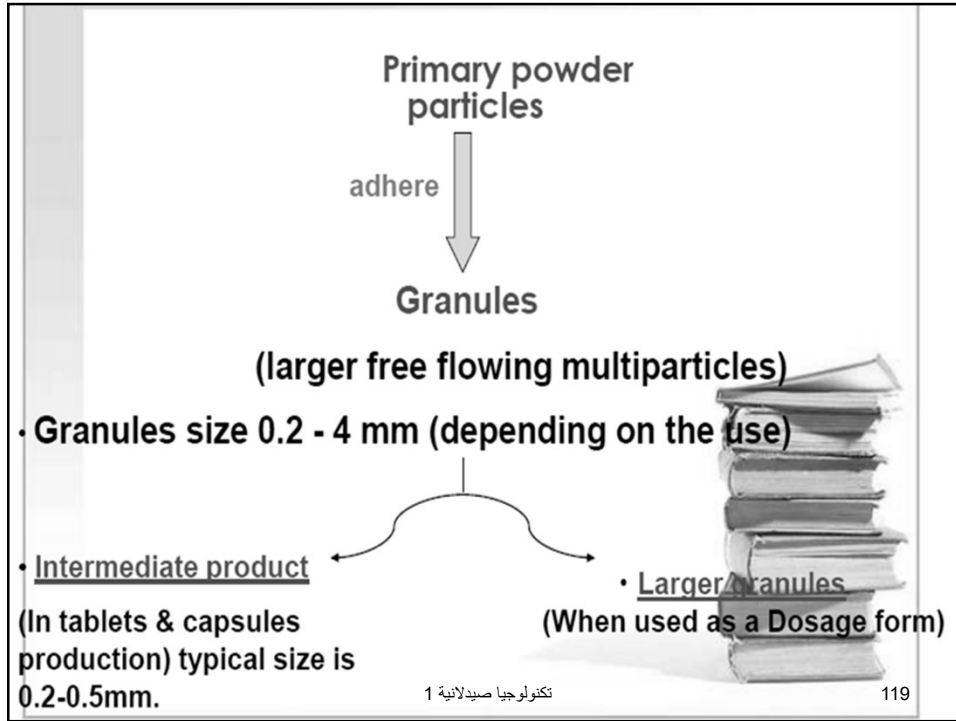 Primary powder
particles
adhere
Granules
(larger free flowing multiparticles)
• Granules size 0.2 - 4 mm (depending on the use)
• Intermediate product
(In tablets & capsules
production) typical size is
0.2-0.5mm.
• Larger granules
(When used as a Dosage form)
تكنولوجيا صيدلانية 1
119